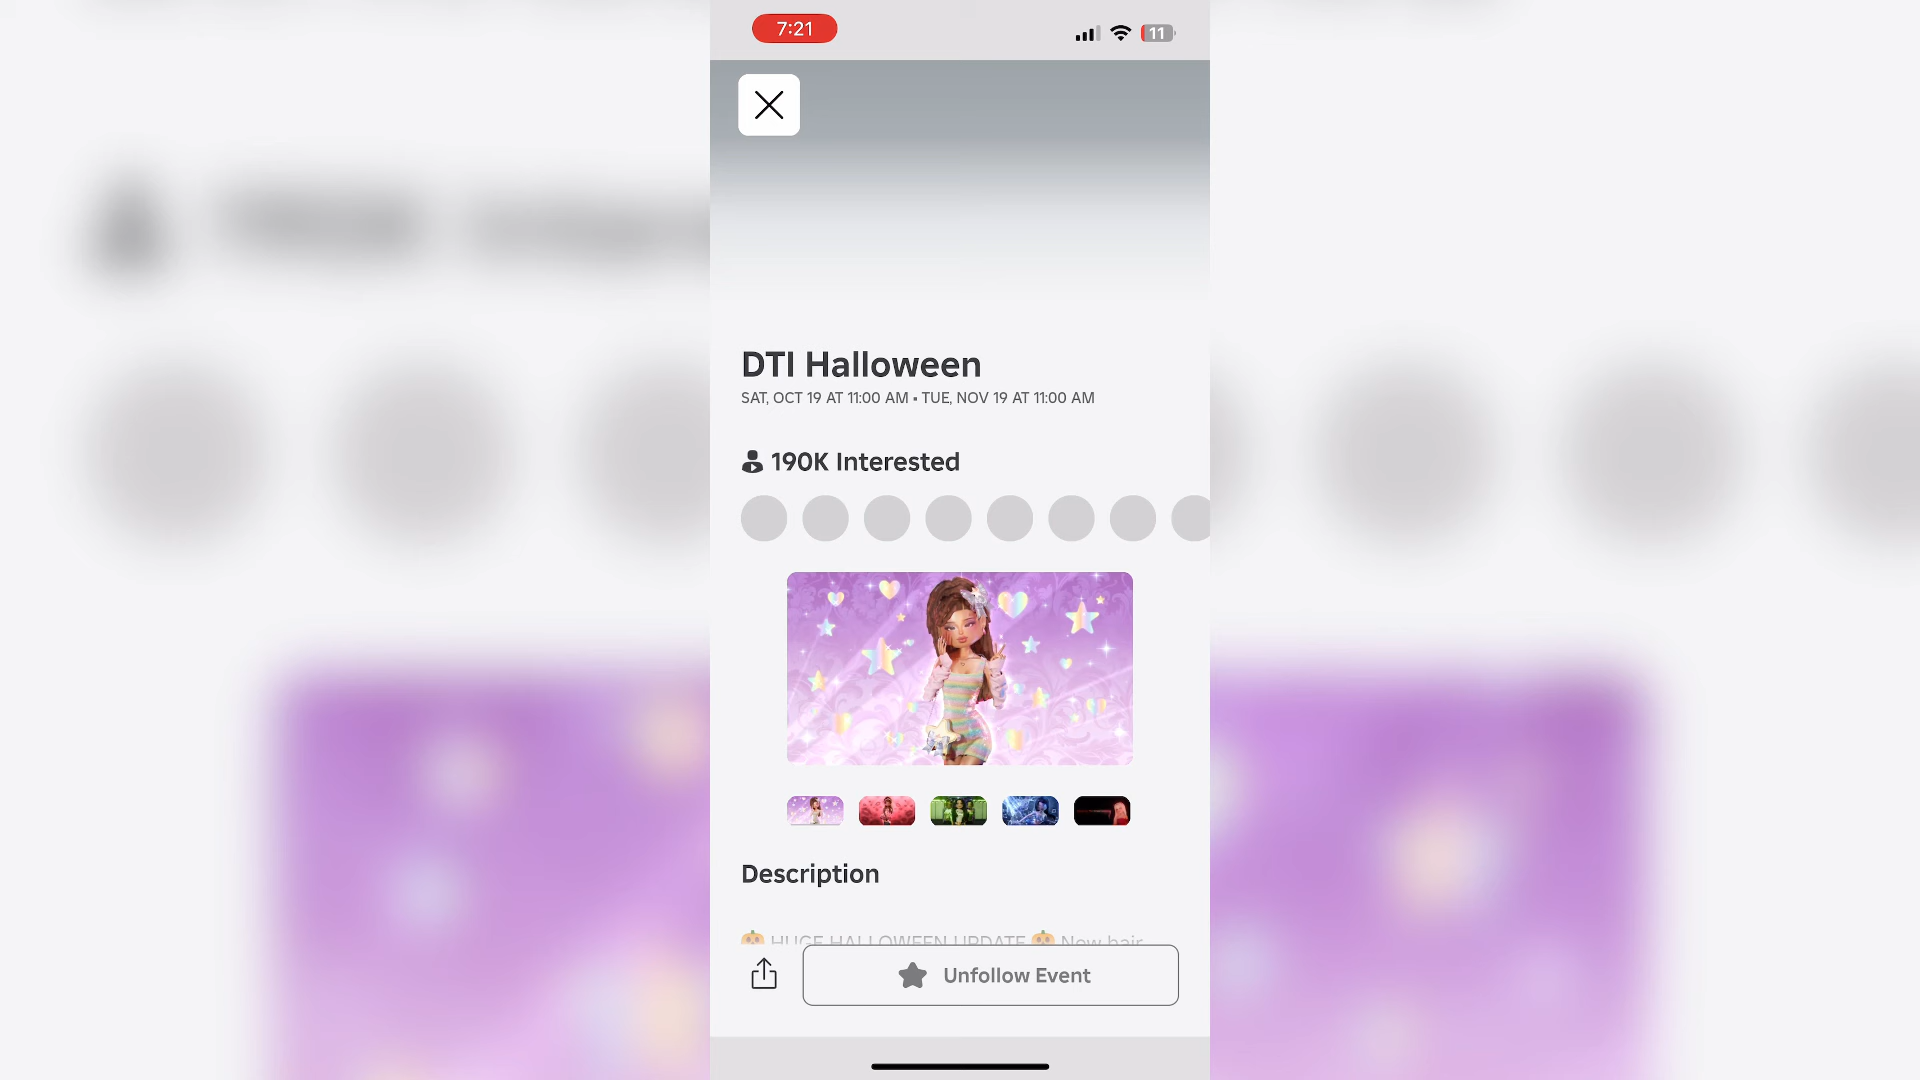 7:21
11
DTI Halloween
SAT, OCT 19 AT 11:00 AM • TUE, NOV 19 AT 11:00 AM
190K Interested
Description
🎃 HUGE HALLOWEEN UPDATE 🎃 New hair
Unfollow Event